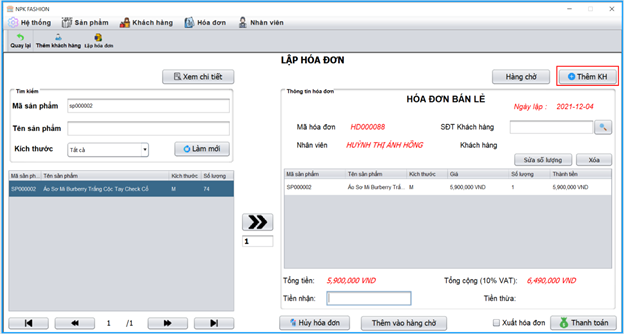 NPK FASHION
Hệ thống Sản phẩm Khách hàng Hóa đơn Nhân viên
Quay lại Thêm khách hàng Lập hóa đơn
LẬP HÓA ĐƠN
Xem chi tiết Hàng chờ Thêm KH
Tìm kiếm
Mã sản phẩm sp000002
Tên sản phẩm
Kích thước Tất cả Làm mới
Mã sản ph... Tên sản phẩm Kích thước Số lượng
SP000002 Áo Sơ Mi Burberry Trắng Cộc Tay Check Cổ M 74
1 /1
1
Thông tin hóa đơn
HÓA ĐƠN BÁN LẺ
Ngày lập : 2021-12-04
Mã hóa đơn HD000088 SĐT Khách hàng
Nhân viên HUỲNH THỊ ÁNH HỒNG Khách hàng
Sửa số lượng Xóa
Mã sản phẩm Tên sản phẩm Kích thước Giá Số lượng Thành tiền
SP000002 Áo Sơ Mi Burberry Trắ... M 5,900,000 VND 1 5,900,000 VND
Tổng tiền: 5,900,000 VND Tổng cộng (10% VAT): 6,490,000 VND
Tiền nhận: Tiền thừa:
Hủy hóa đơn Thêm vào hàng chờ Xuất hóa đơn Thanh toán